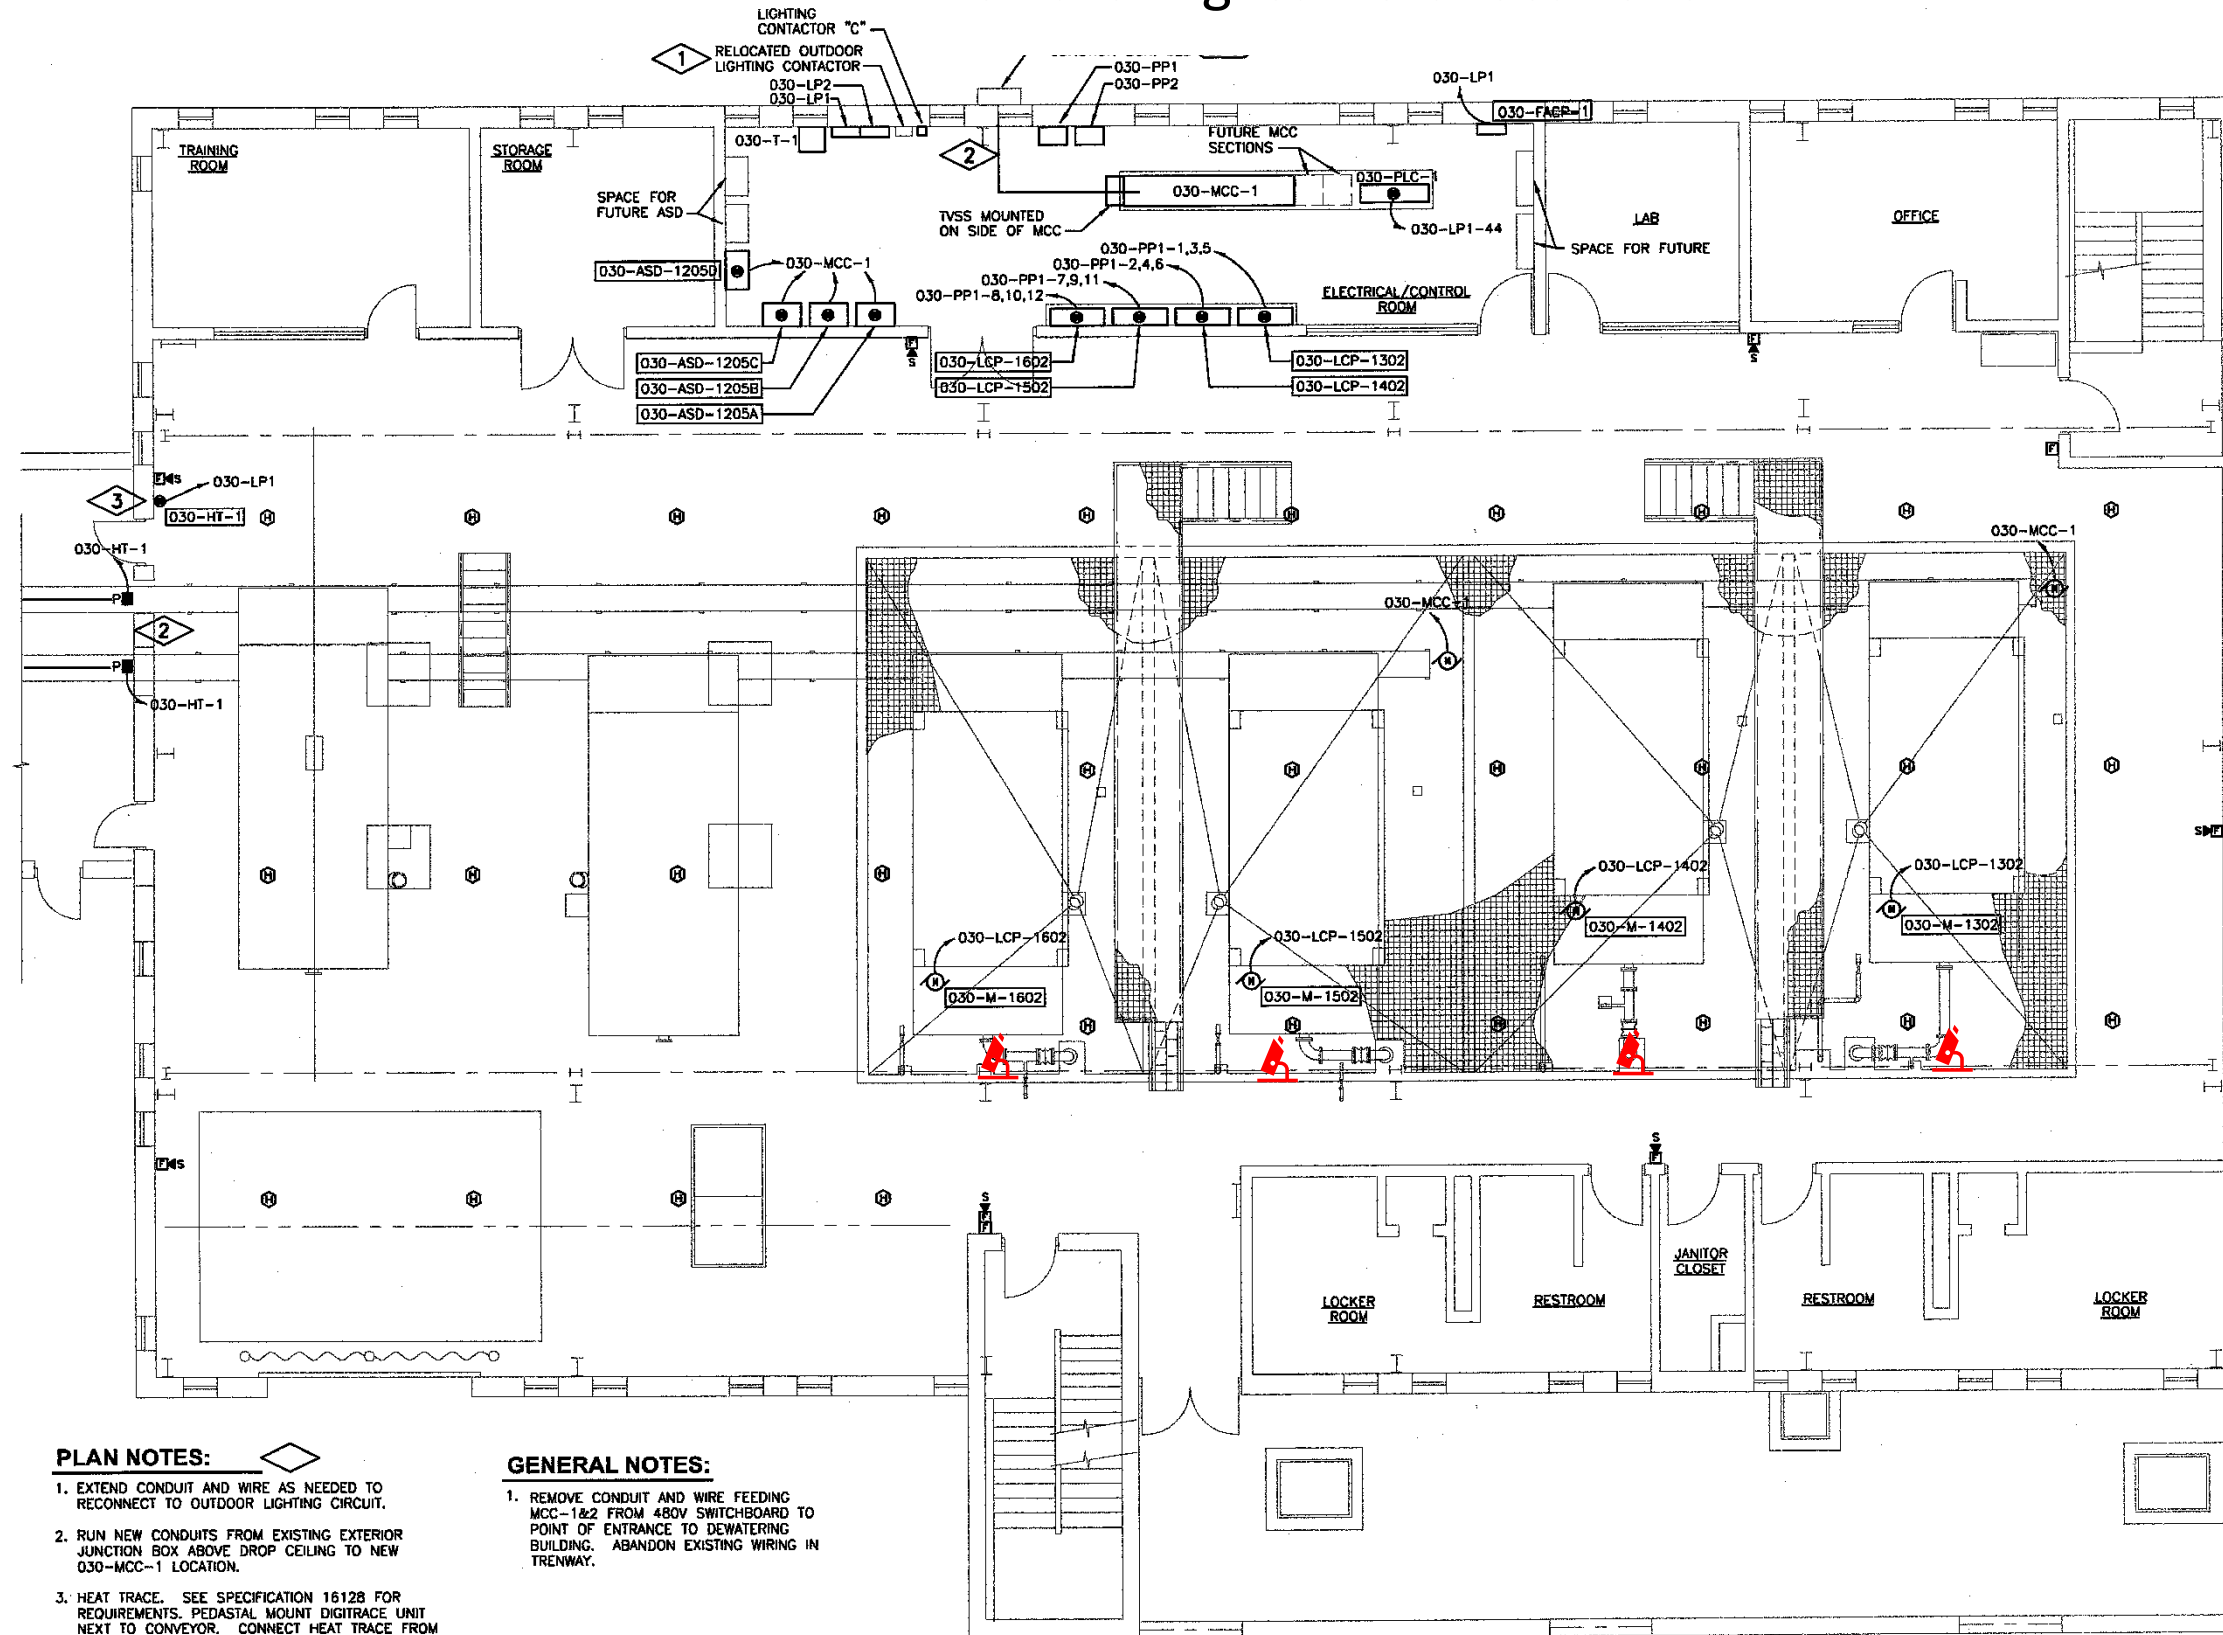 LIGHTING
CONTACTOR "C"
1
RELOCATED OUTDOOR
LIGHTING CONTACTOR
030-LP2
030-LP1
030-PP1
030-PP2
030-LP1
030-FACP-1
030-T-1
2
FUTURE MCC
SECTIONS
TRAINING
ROOM
STORAGE
ROOM
SPACE FOR
FUTURE ASD
030-MCC-1
030-PLC-1
TVSS MOUNTED
ON SIDE OF MCC
030-LP1-44
LAB
OFFICE
SPACE FOR FUTURE
030-ASD-1205D
030-MCC-1
030-PP1-1,3,5
030-PP1-2,4,6
030-PP1-7,9,11
030-PP1-8,10,12
ELECTRICAL/CONTROL
ROOM
F
S
F
S
030-ASD-1205C
030-ASD-1205B
030-ASD-1205A
030-LCP-1602
030-LCP-1502
030-LCP-1302
030-LCP-1402
F
F S
3
030-LP1
030-HT-1
H H H H H H H H H H
030-HT-1
030-MCC-1
P
2
030-MCC-1
M
M
P
030-HT-1
H H H H H H
S F
H H H H
030-LCP-1402
030-LCP-1302
M
030-M-1402
M
030-M-1302
030-LCP-1602
030-LCP-1502
M
030-M-1602
M
030-M-1502
H H H H H H
F S
S
F
H H H H
S
F
F
JANITOR
CLOSET
LOCKER
ROOM
RESTROOM
RESTROOM
LOCKER
ROOM
PLAN NOTES:
1. EXTEND CONDUIT AND WIRE AS NEEDED TO
RECONNECT TO OUTDOOR LIGHTING CIRCUIT.
2. RUN NEW CONDUITS FROM EXISTING EXTERIOR
JUNCTION BOX ABOVE DROP CEILING TO NEW
030-MCC-1 LOCATION.
3. HEAT TRACE. SEE SPECIFICATION 16128 FOR
REQUIREMENTS. PEDASTAL MOUNT DIGITRACE UNIT
NEXT TO CONVEYOR. CONNECT HEAT TRACE FROM
GENERAL NOTES:
1. REMOVE CONDUIT AND WIRE FEEDING
MCC-1&2 FROM 480V SWITCHBOARD TO
POINT OF ENTRANCE TO DEWATERING
BUILDING. ABANDON EXISTING WIRING IN
TRENWAY.